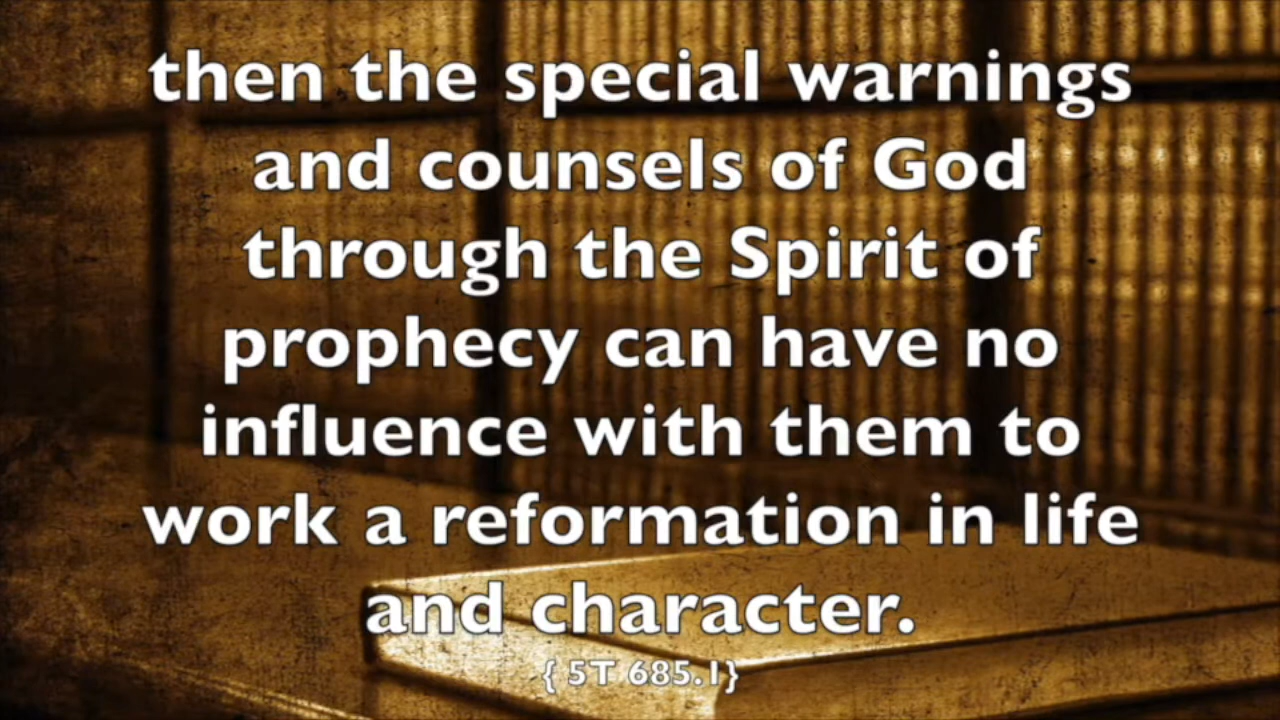 then the special warnings
and counsels of God
through the Spirit of
prophecy can have no
influence with them to
work a reformation in life
and character.
{ 5T 685.1}